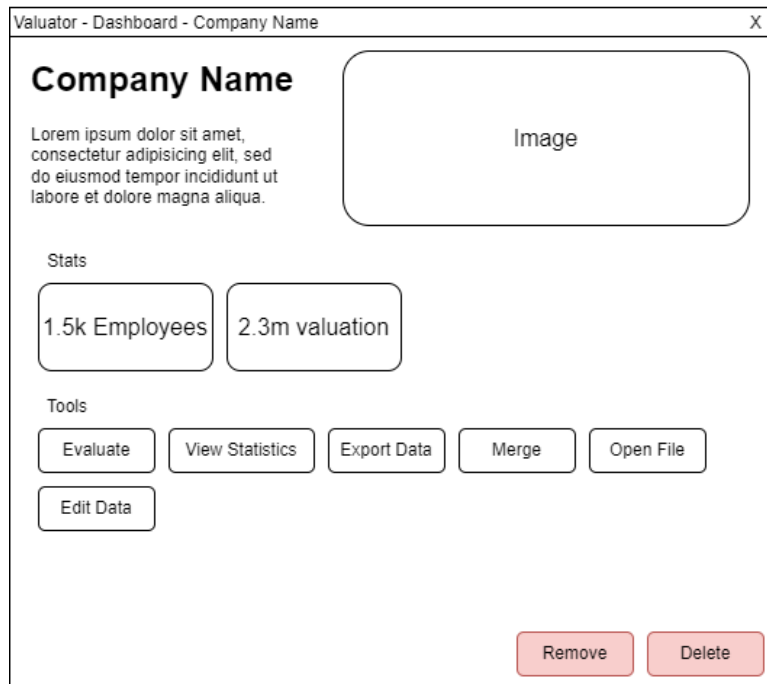 Valuator - Dashboard - Company Name X
Company Name
Lorem ipsum dolor sit amet,
consectetur adipisicing elit, sed
do eiusmod tempor incididunt ut
labore et dolore magna aliqua.
Image
Stats
1.5k Employees 2.3m valuation
Tools
Evaluate View Statistics Export Data Merge Open File
Edit Data
Remove Delete